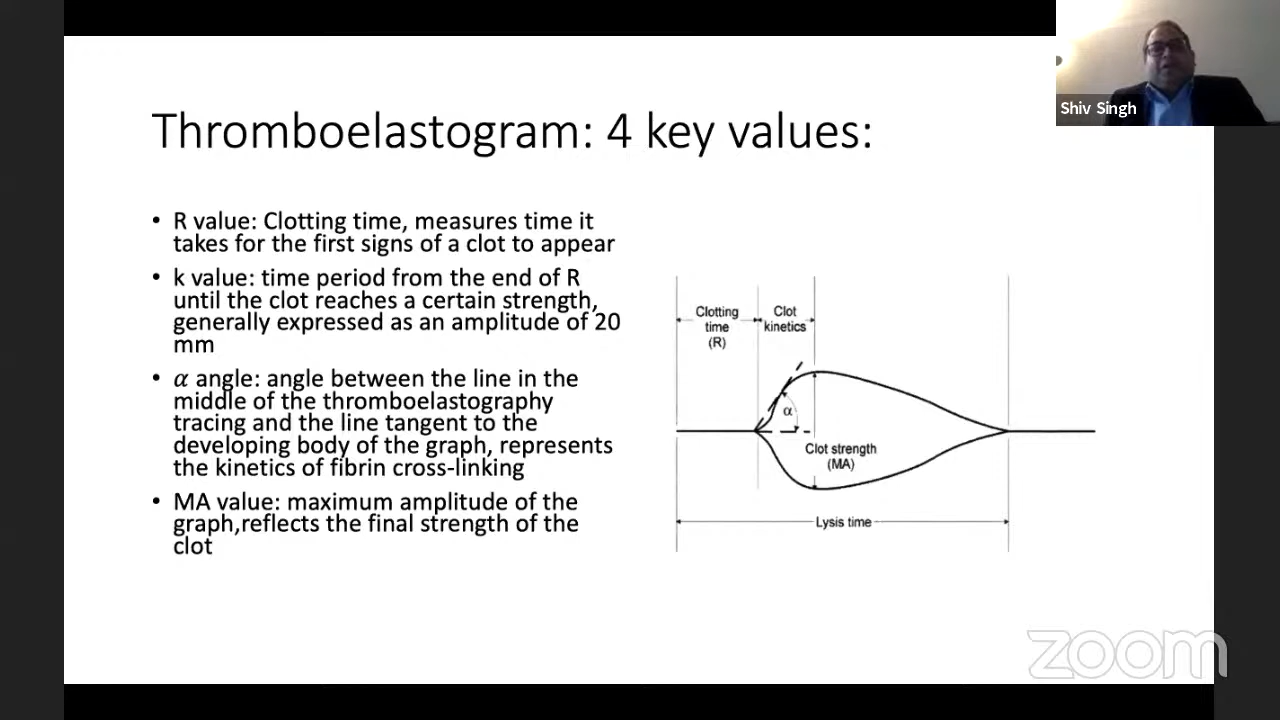 Shiv Singh
Thromboelastogram: 4 key values:
• R value: Clotting time, measures time it
takes for the first signs of a clot to appear
• k value: time period from the end of R
until the clot reaches a certain strength,
generally expressed as an amplitude of 20
mm
• α angle: angle between the line in the
middle of the thromboelastography
tracing and the line tangent to the
developing body of the graph, represents
the kinetics of fibrin cross-linking
• MA value: maximum amplitude of the
graph,reflects the final strength of the
clot
Clotting
time
(R)
Clot
kinetics
α
Clot strength
(MA)
Lysis time
zoom